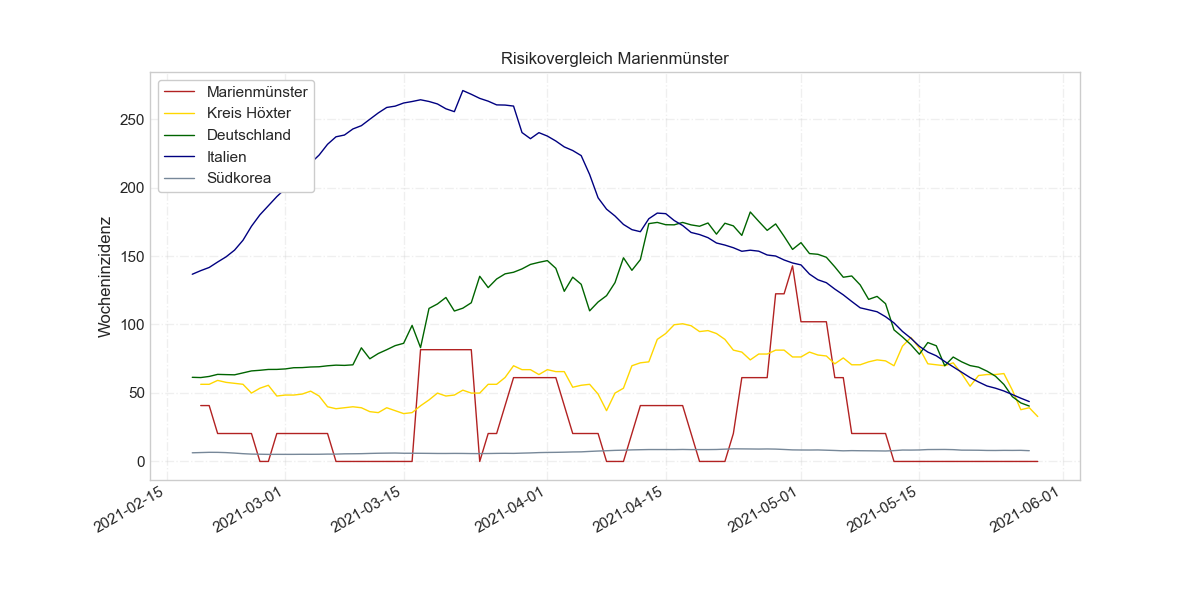 Risikovergleich Marienmünster
Marienmünster
Kreis Höxter
Deutschland
Italien
Südkorea
Wocheninzidenz
250
200
150
100
50
0
2021-02-15
2021-03-01
2021-03-15
2021-04-01
2021-04-15
2021-05-01
2021-05-15
2021-06-01